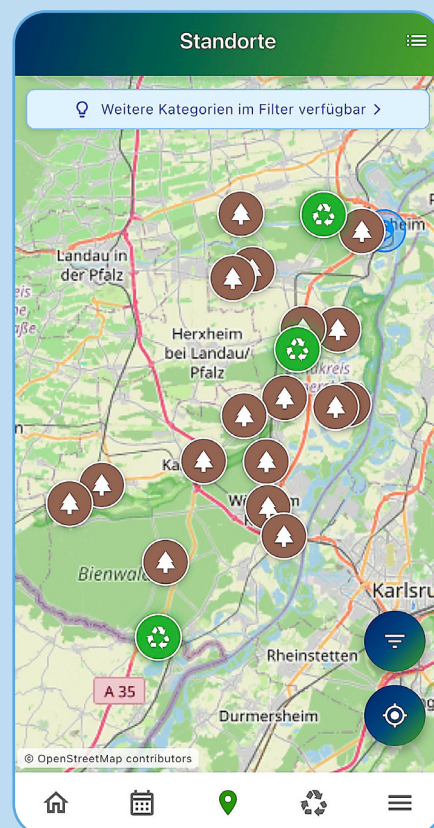 Standorte
Weitere Kategorien im Filter verfügbar
heim
Landau in
der Pfalz
Herxheim
bei Landau/
Pfalz
Bienwald
Karlsru
Rheinstetten
A 35
Durmersheim
© OpenStreetMap contributors